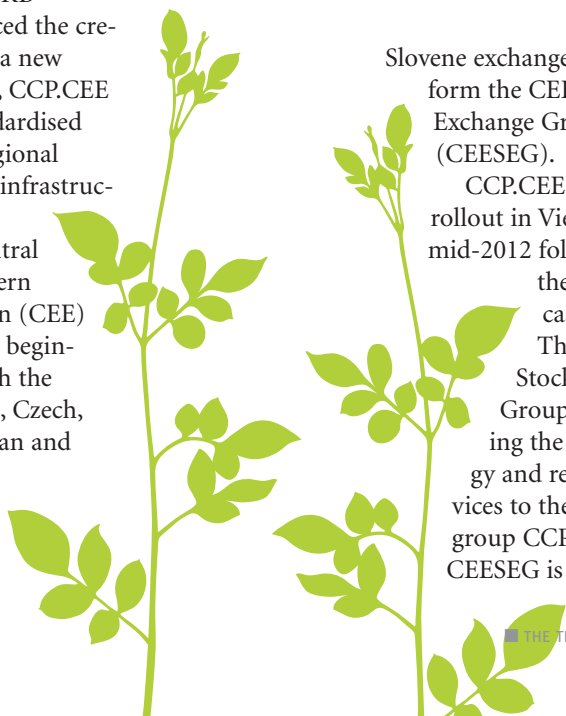 ced the cre-
a new
, CCP.CEE
dardised
gional
infrastruc-
tral
ern
n (CEE)
begin-
h the
, Czech,
an and
Slovene exchange
form the CEE
Exchange Gr
(CEESEG).
CCP.CEE
rollout in Vie
mid-2012 fol
the
ca
Th
Stock
Group
ing the
gy and re
vices to the
group CCP
CEESEG is
THE T